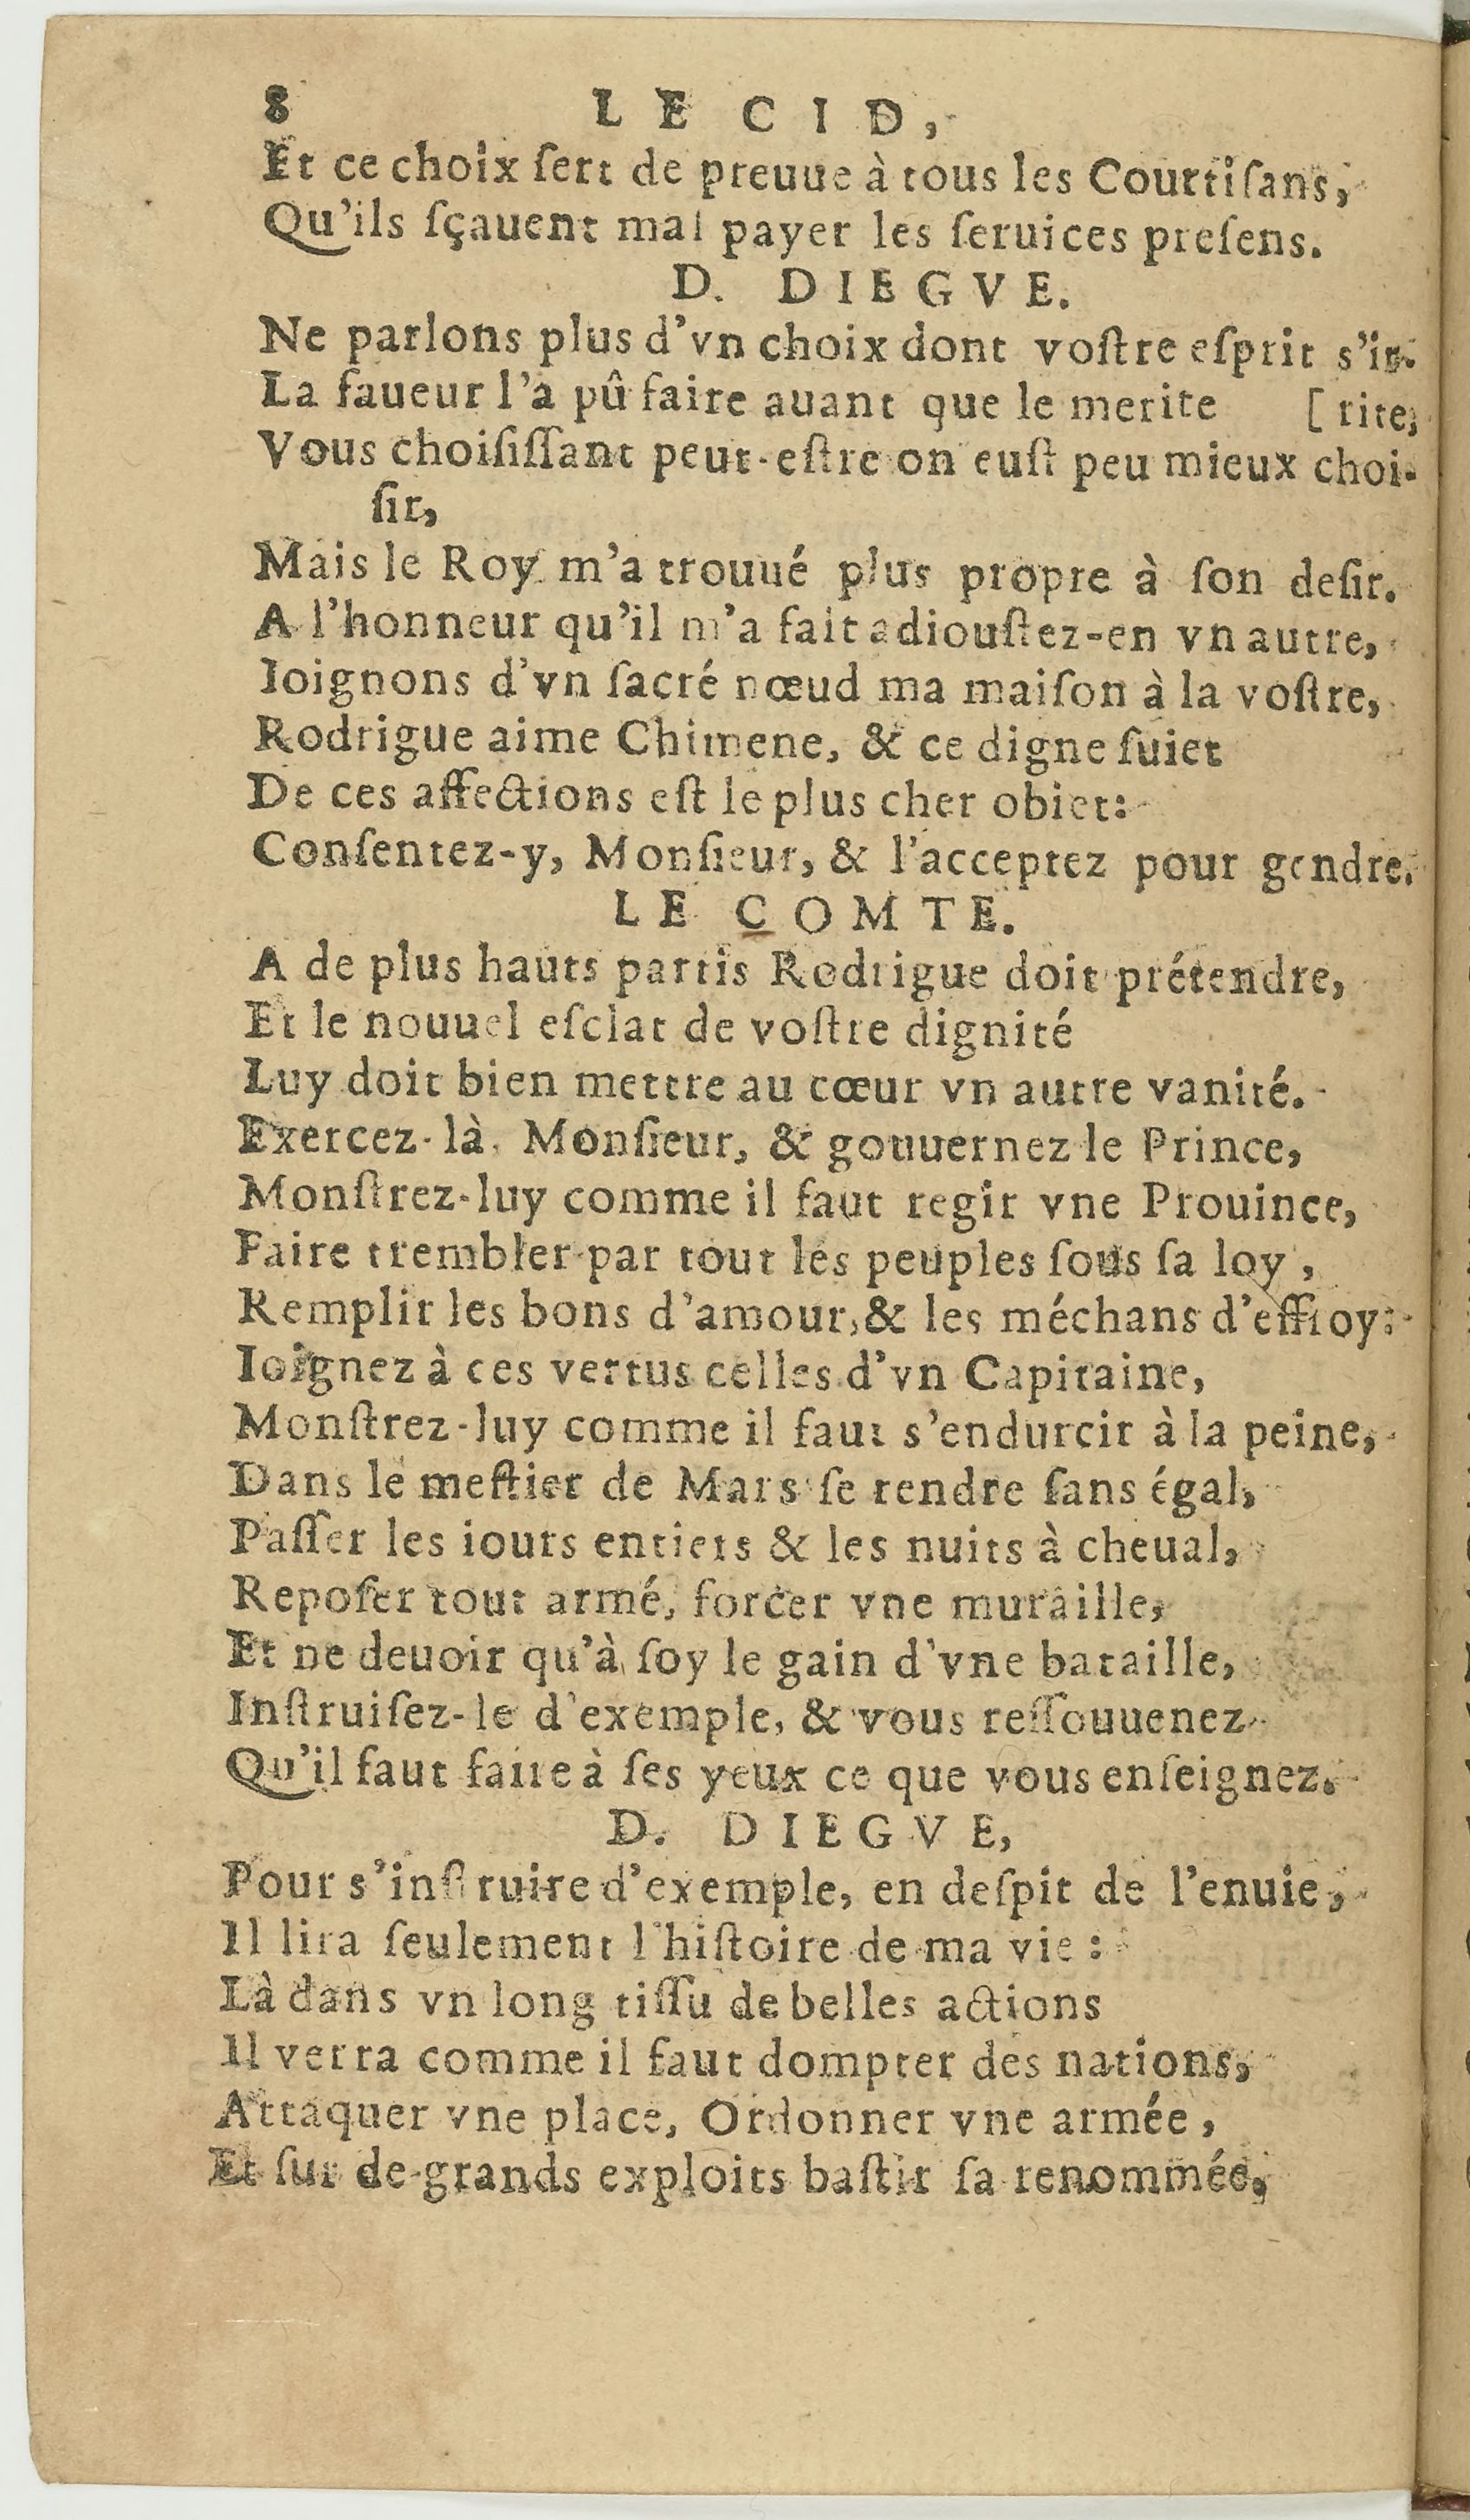 8 LE CID,
Et ce choix ſert de preuue à tous les Courtiſans,
Qu'ils ſçauent mal payer les ſeruices preſens.
D. DIEGVE.
Ne parlons plus d'vn choix dont voſtre eſprit s'ir-
La faueur l'a pû faire auant que le merite [rite,
Vous choiſiſſant peut-eſtre on euſt peu mieux choi-
ſir,
Mais le Roy m'a trouué plus propre à ſon deſir.
A l'honneur qu'il m'a fait adiouſtez-en vn autre,
Ioignons d'vn ſacré nœud ma maiſon à la voſtre,
Rodrigue aime Chimene, & ce digne ſuiet
De ces affections eſt le plus cher obiet:
Conſentez-y, Monſieur, & l'acceptez pour gendre.
LE COMTE.
A de plus hauts partis Rodrigue doit prétendre,
Et le nouuel eſclat de voſtre dignité
Luy doit bien mettre au cœur vn autre vanité.
Exercez-là, Monſieur, & gouuernez le Prince,
Monſtrez-luy comme il faut regir vne Prouince,
Faire trembler par tout les peuples ſous ſa loy,
Remplir les bons d'amour, & les méchans d'effroy:
Ioignez à ces vertus celles d'vn Capitaine,
Monſtrez-luy comme il faut s'endurcir à la peine,
Dans le meſtier de Mars ſe rendre ſans égal,
Paſſer les iours entiers & les nuits à cheual,
Repoſer tout armé, forcer vne muraille,
Et ne deuoir qu'à ſoy le gain d'vne bataille,
Inſtruiſez-le d'exemple, & vous reſſouuenez
Qu'il faut faire à ſes yeux ce que vous enſeignez.
D. DIEGVE,
Pour s'inſtruire d'exemple, en deſpit de l'enuie,
Il lira ſeulement l'hiſtoire de ma vie:
Là dans vn long tiſſu de belles actions
Il verra comme il faut dompter des nations,
Attaquer vne place, Ordonner vne armée,
Et ſur de grands exploits baſtir ſa renommée,